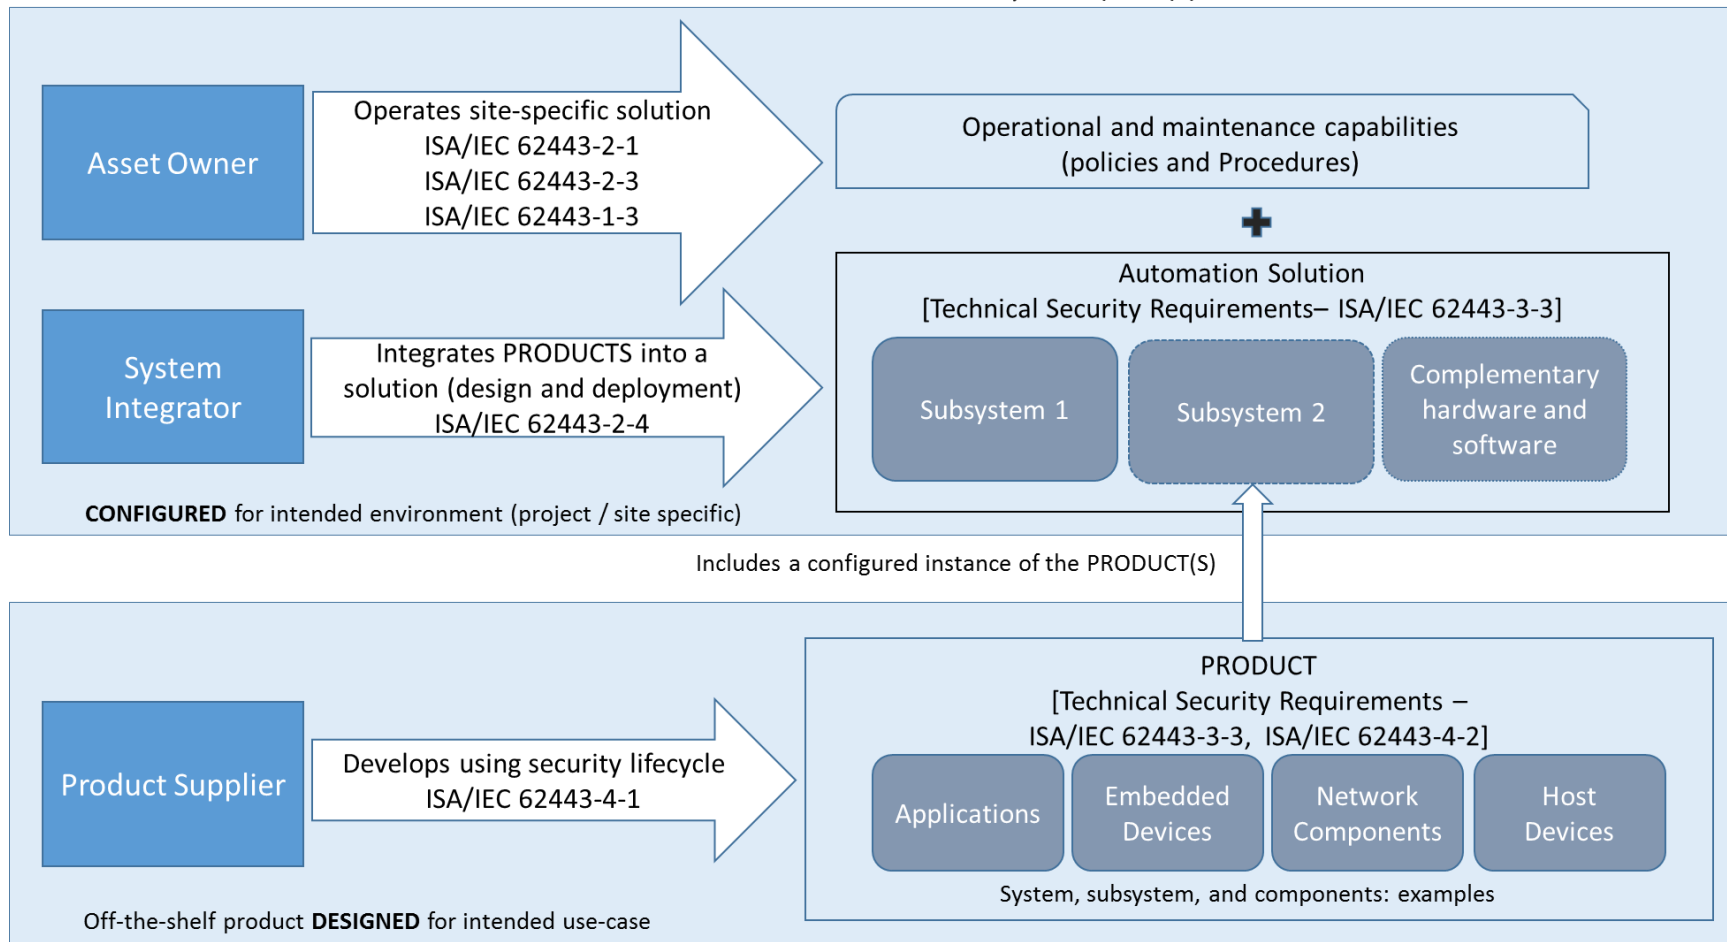 Asset Owner
Operates site-specific solution
ISA/IEC 62443-2-1
ISA/IEC 62443-2-3
ISA/IEC 62443-1-3
Operational and maintenance capabilities
(policies and Procedures)
System
Integrator
Integrates PRODUCTS into a
solution (design and deployment)
ISA/IEC 62443-2-4
Automation Solution
[Technical Security Requirements– ISA/IEC 62443-3-3]
Subsystem 1
Subsystem 2
Complementary
hardware and
software
CONFIGURED for intended environment (project / site specific)
Includes a configured instance of the PRODUCT(S)
Product Supplier
Develops using security lifecycle
ISA/IEC 62443-4-1
PRODUCT
[Technical Security Requirements –
ISA/IEC 62443-3-3, ISA/IEC 62443-4-2]
Applications
Embedded
Devices
Network
Components
Host
Devices
System, subsystem, and components: examples
Off-the-shelf product DESIGNED for intended use-case